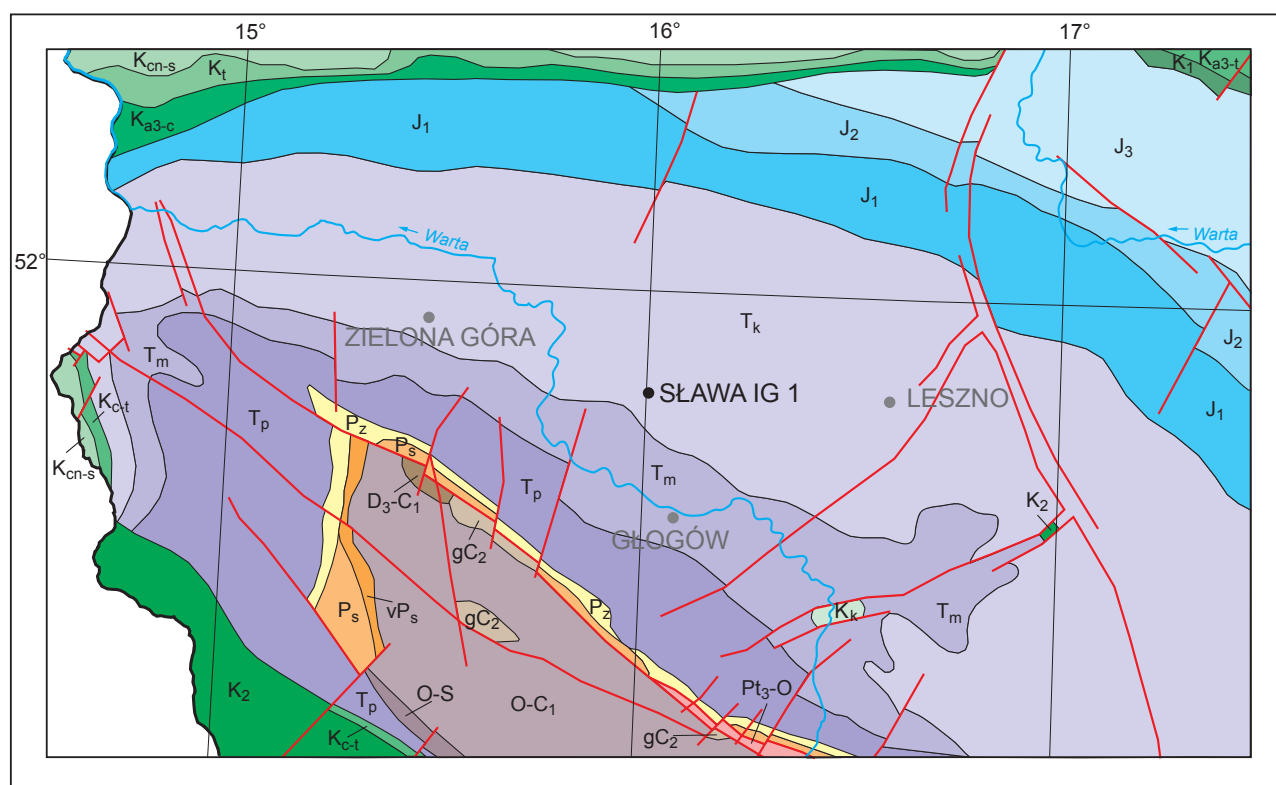 15°
16°
17°
Kcn-s
Kt
K1
Ka3-t
Ka3-c
J1
J2
J3
J1
Warta
Warta
52°
Tk
ZIELONA GÓRA
Tm
J2
SŁAWA IG 1
LESZNO
Kc-t
Tp
Pz
Ps
J1
Kcn-s
D3-C1
Tp
Tm
K2
GŁOGÓW
gC2
Ps
vPs
gC2
Pz
Kk
Tm
K2
O-S
O-C1
Pt3-O
Tp
Kc-t
gC2